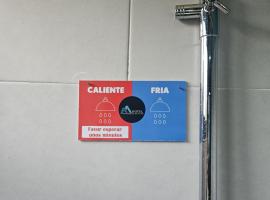 CALIENTE
FRIA
Favor esperar
unos minutos